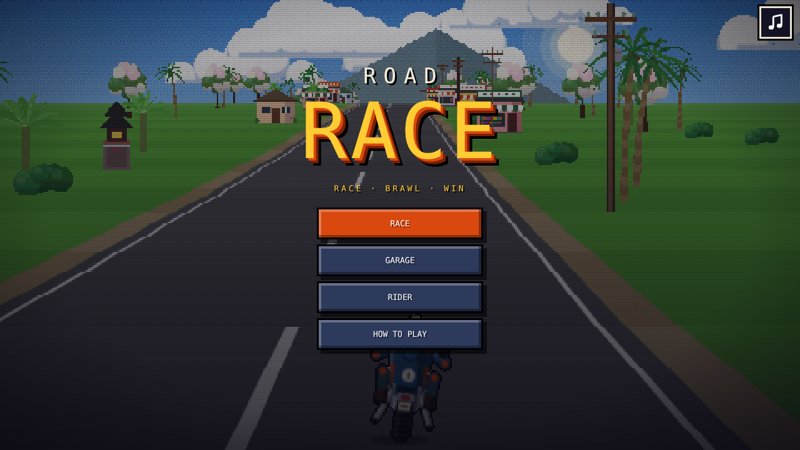 ROAD
RACE
RACE · BRAWL · WIN
RACE
GARAGE
RIDER
HOW TO PLAY